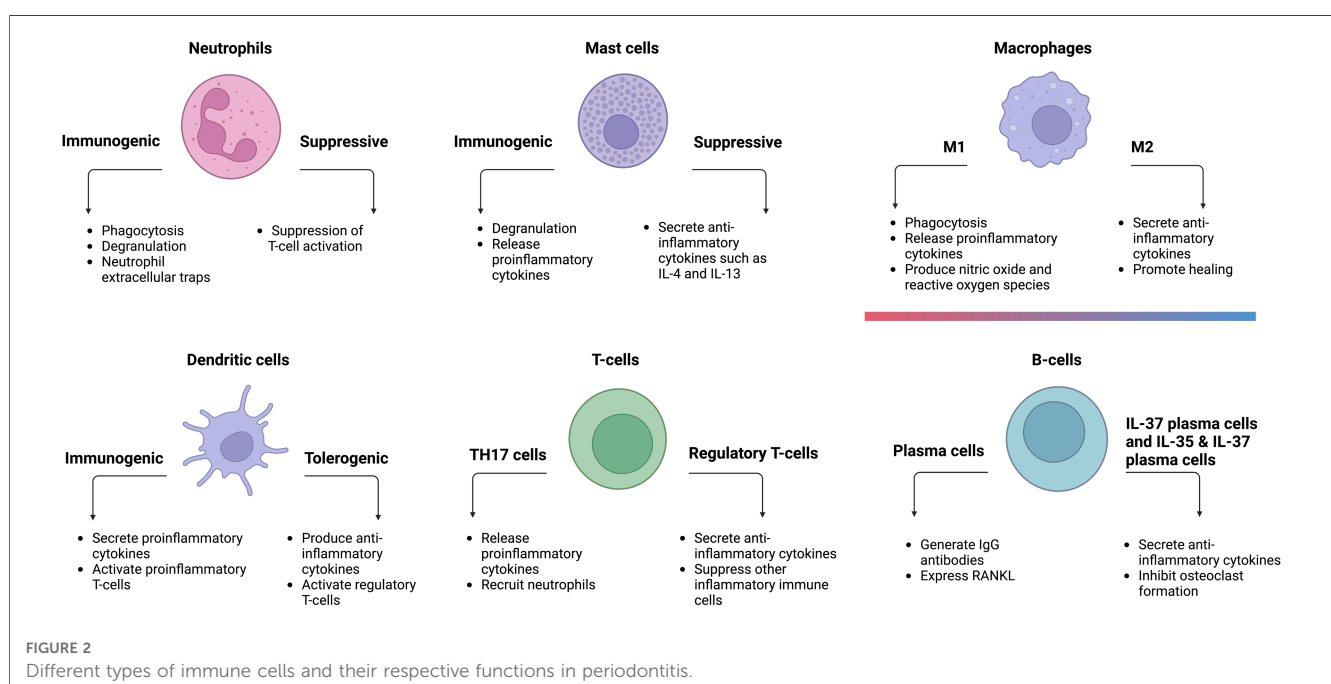 Neutrophils
Immunogenic
Suppressive
• Phagocytosis
• Degranulation
• Neutrophil
extracellular traps
• Suppression of
T-cell activation
Mast cells
Immunogenic
Suppressive
• Degranulation
• Release
proinflammatory
cytokines
• Secrete anti-
inflammatory
cytokines such as
IL-4 and IL-13
Macrophages
M1
M2
• Phagocytosis
• Release proinflammatory
cytokines
• Produce nitric oxide and
reactive oxygen species
• Secrete anti-
inflammatory
cytokines
• Promote healing
Dendritic cells
Immunogenic
Tolerogenic
• Secrete proinflammatory
cytokines
• Activate proinflammatory
T-cells
• Produce anti-
inflammatory
cytokines
• Activate regulatory
T-cells
T-cells
TH17 cells
Regulatory T-cells
• Release
proinflammatory
cytokines
• Recruit neutrophils
• Secrete anti-
inflammatory cytokines
• Suppress other
inflammatory immune
cells
B-cells
Plasma cells
IL-37 plasma cells
and IL-35 & IL-37
plasma cells
• Generate IgG
antibodies
• Express RANKL
• Secrete anti-
inflammatory cytokines
• Inhibit osteoclast
formation
FIGURE 2
Different types of immune cells and their respective functions in periodontitis.